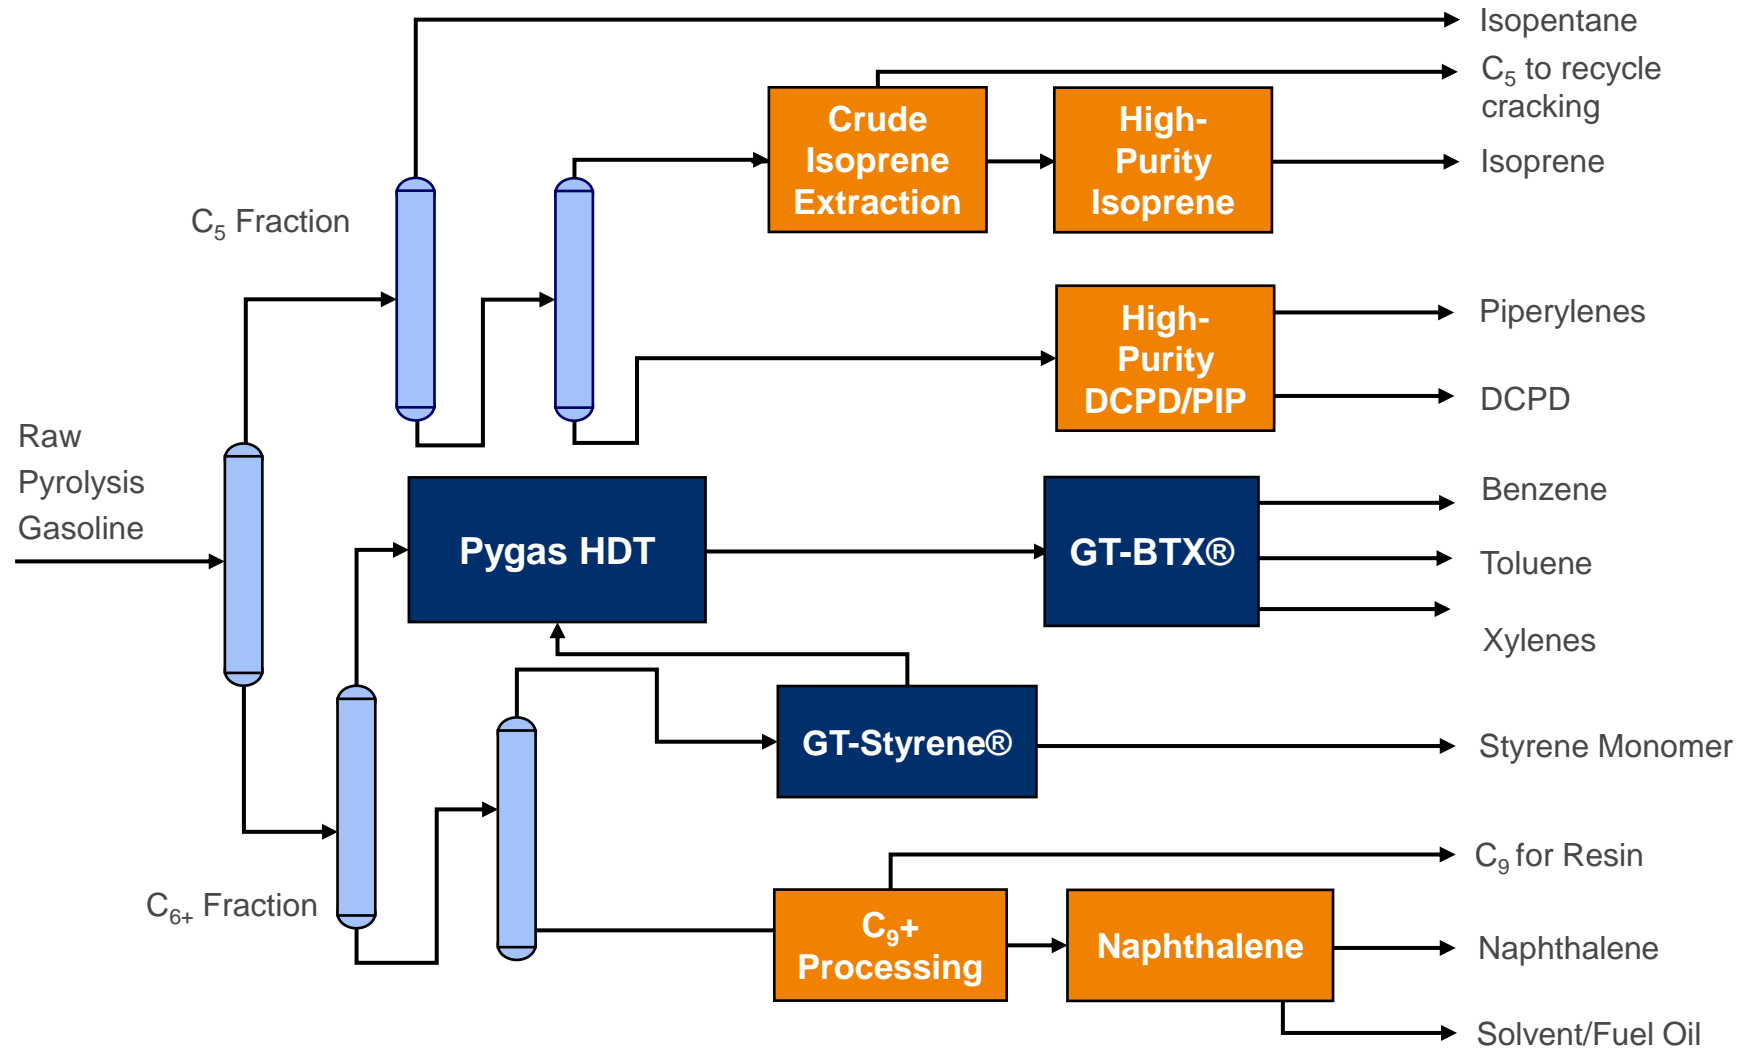 Isopentane
C₅ to recycle
cracking
Crude
Isoprene
Extraction
High-
Purity
Isoprene
Isoprene
C₅ Fraction
High-
Purity
DCPD/PIP
Piperylenes
DCPD
Raw
Pyrolysis
Gasoline
Pygas HDT
GT-BTX®
Benzene
Toluene
Xylenes
GT-Styrene®
Styrene Monomer
C₆₊ Fraction
C₉+
Processing
Naphthalene
C₉ for Resin
Naphthalene
Solvent/Fuel Oil